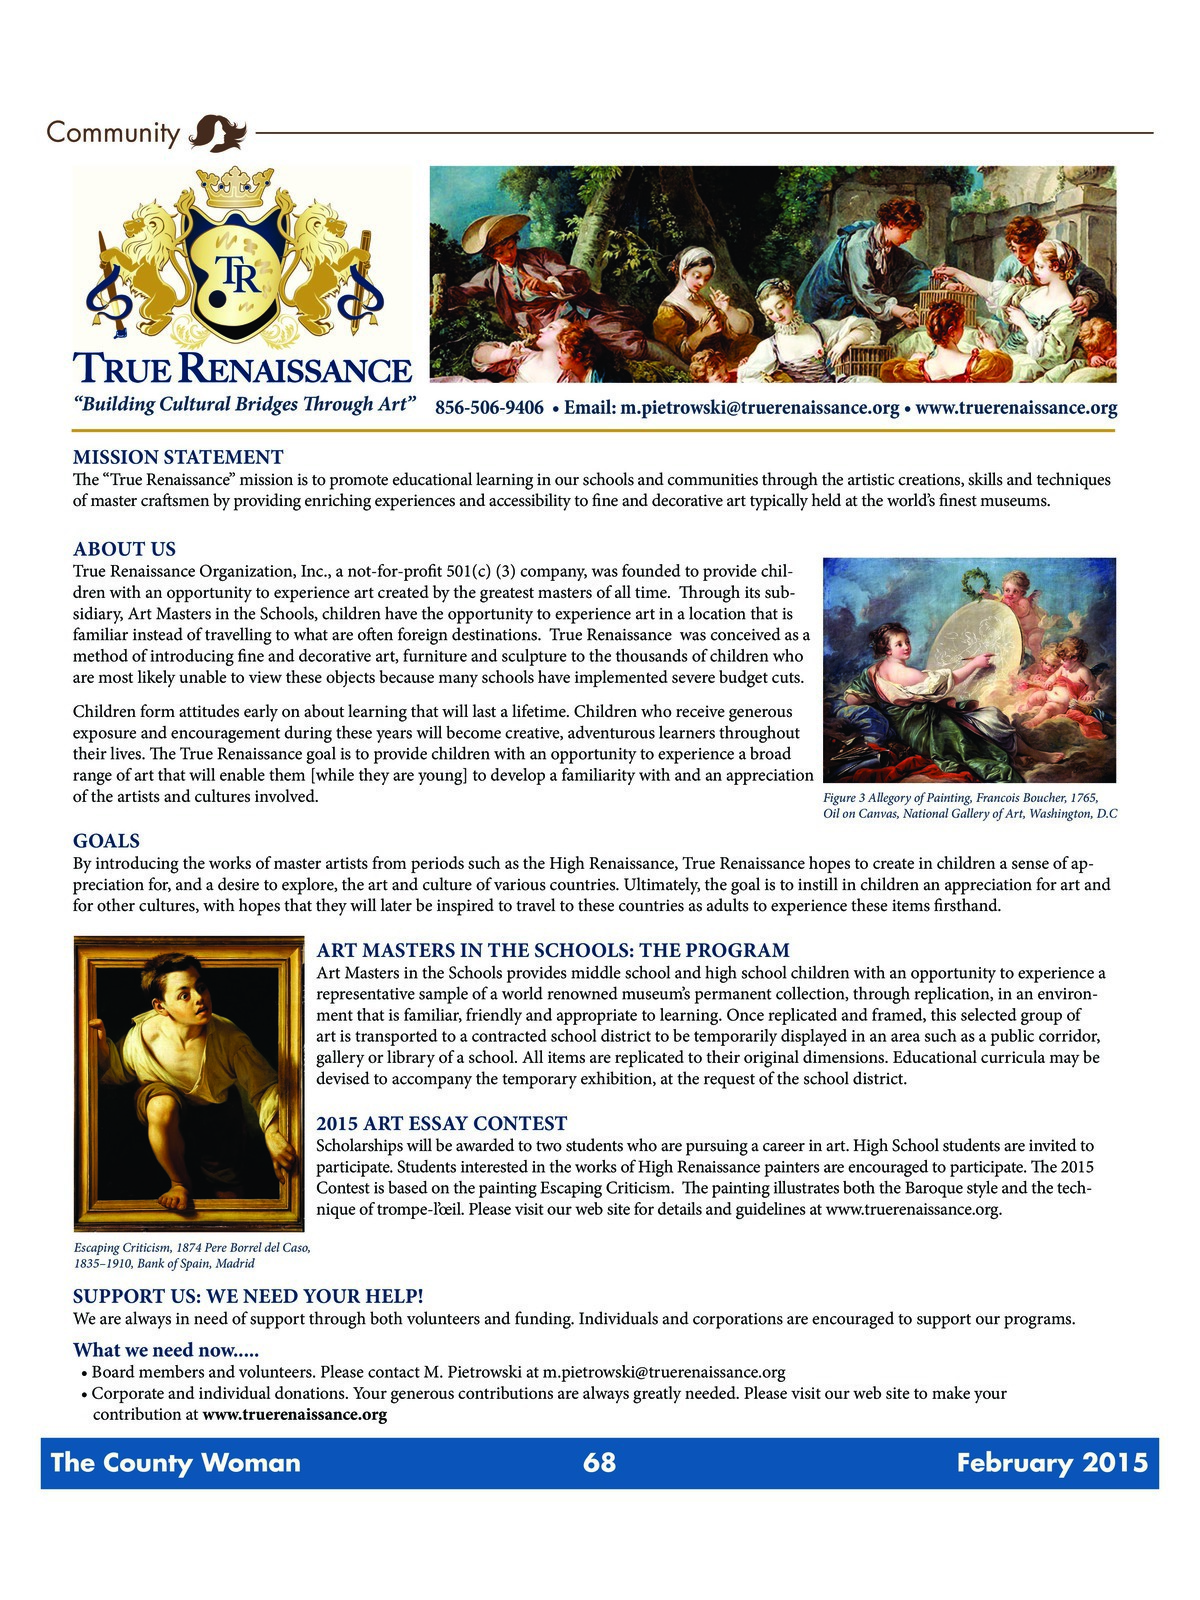 Community
TR
TRUE RENAISSANCE
“Building Cultural Bridges Through Art”
856-506-9406 • Email: m.pietrowski@truerenaissance.org • www.truerenaissance.org
MISSION STATEMENT
The “True Renaissance” mission is to promote educational learning in our schools and communities through the artistic creations, skills and techniques
of master craftsmen by providing enriching experiences and accessibility to fine and decorative art typically held at the world’s finest museums.
ABOUT US
True Renaissance Organization, Inc., a not-for-profit 501(c) (3) company, was founded to provide chil-
dren with an opportunity to experience art created by the greatest masters of all time. Through its sub-
sidiary, Art Masters in the Schools, children have the opportunity to experience art in a location that is
familiar instead of travelling to what are often foreign destinations. True Renaissance was conceived as a
method of introducing fine and decorative art, furniture and sculpture to the thousands of children who
are most likely unable to view these objects because many schools have implemented severe budget cuts.
Children form attitudes early on about learning that will last a lifetime. Children who receive generous
exposure and encouragement during these years will become creative, adventurous learners throughout
their lives. The True Renaissance goal is to provide children with an opportunity to experience a broad
range of art that will enable them [while they are young] to develop a familiarity with and an appreciation
of the artists and cultures involved.
Figure 3 Allegory of Painting, Francois Boucher, 1765,
Oil on Canvas, National Gallery of Art, Washington, D.C
GOALS
By introducing the works of master artists from periods such as the High Renaissance, True Renaissance hopes to create in children a sense of ap-
preciation for, and a desire to explore, the art and culture of various countries. Ultimately, the goal is to instill in children an appreciation for art and
for other cultures, with hopes that they will later be inspired to travel to these countries as adults to experience these items firsthand.
ART MASTERS IN THE SCHOOLS: THE PROGRAM
Art Masters in the Schools provides middle school and high school children with an opportunity to experience a
representative sample of a world renowned museum’s permanent collection, through replication, in an environ-
ment that is familiar, friendly and appropriate to learning. Once replicated and framed, this selected group of
art is transported to a contracted school district to be temporarily displayed in an area such as a public corridor,
gallery or library of a school. All items are replicated to their original dimensions. Educational curricula may be
devised to accompany the temporary exhibition, at the request of the school district.
2015 ART ESSAY CONTEST
Scholarships will be awarded to two students who are pursuing a career in art. High School students are invited to
participate. Students interested in the works of High Renaissance painters are encouraged to participate. The 2015
Contest is based on the painting Escaping Criticism. The painting illustrates both the Baroque style and the tech-
nique of trompe-l’œil. Please visit our web site for details and guidelines at www.truerenaissance.org.
Escaping Criticism, 1874 Pere Borrel del Caso,
1835–1910, Bank of Spain, Madrid
SUPPORT US: WE NEED YOUR HELP!
We are always in need of support through both volunteers and funding. Individuals and corporations are encouraged to support our programs.
What we need now.....
• Board members and volunteers. Please contact M. Pietrowski at m.pietrowski@truerenaissance.org
• Corporate and individual donations. Your generous contributions are always greatly needed. Please visit our web site to make your
contribution at www.truerenaissance.org
The County Woman 68 February 2015